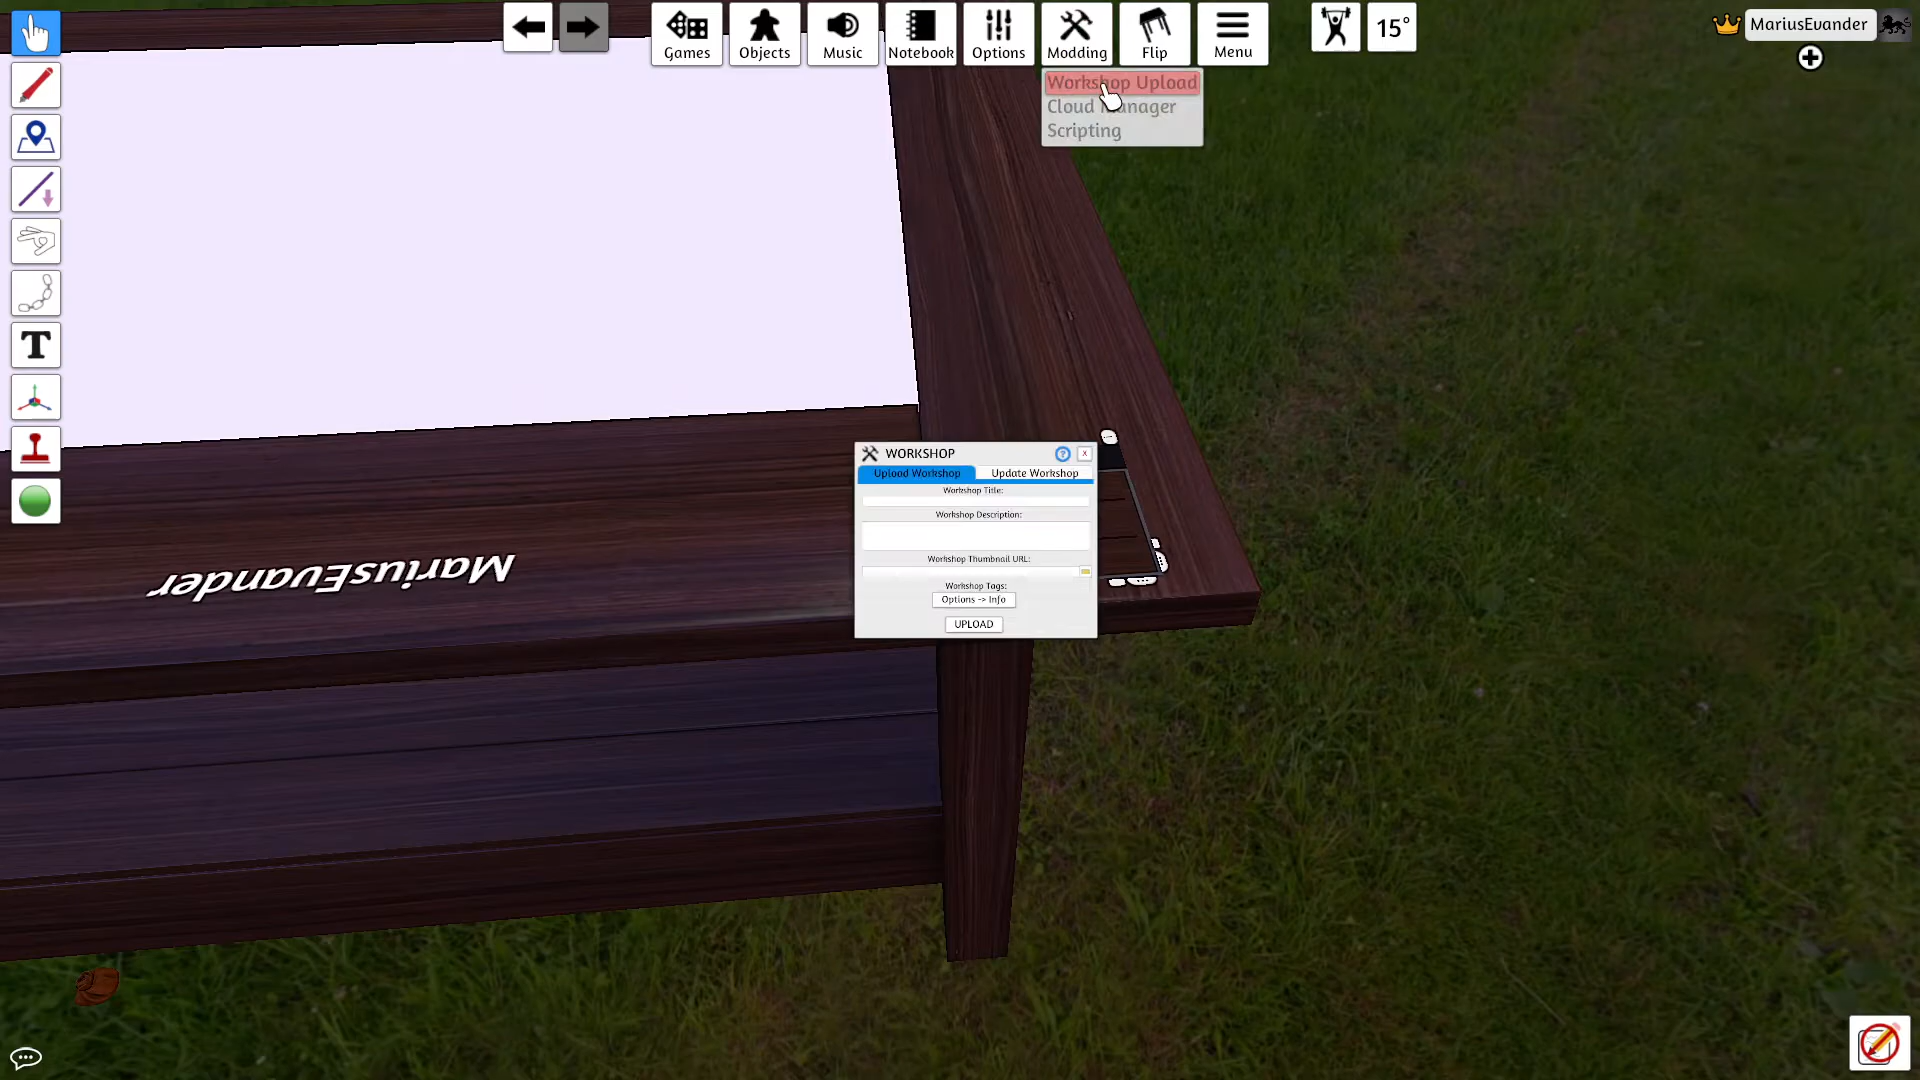 Games
Objects
Music
Notebook
Options
Modding
Flip
Menu
15°
MariusEvander
Workshop Upload
Cloud Manager
Scripting
T
WORKSHOP
?
x
Upload Workshop
Update Workshop
Workshop Title:
Workshop Description:
Workshop Thumbnail URL:
Workshop Tags:
Options -> Info
UPLOAD
MariusEvander